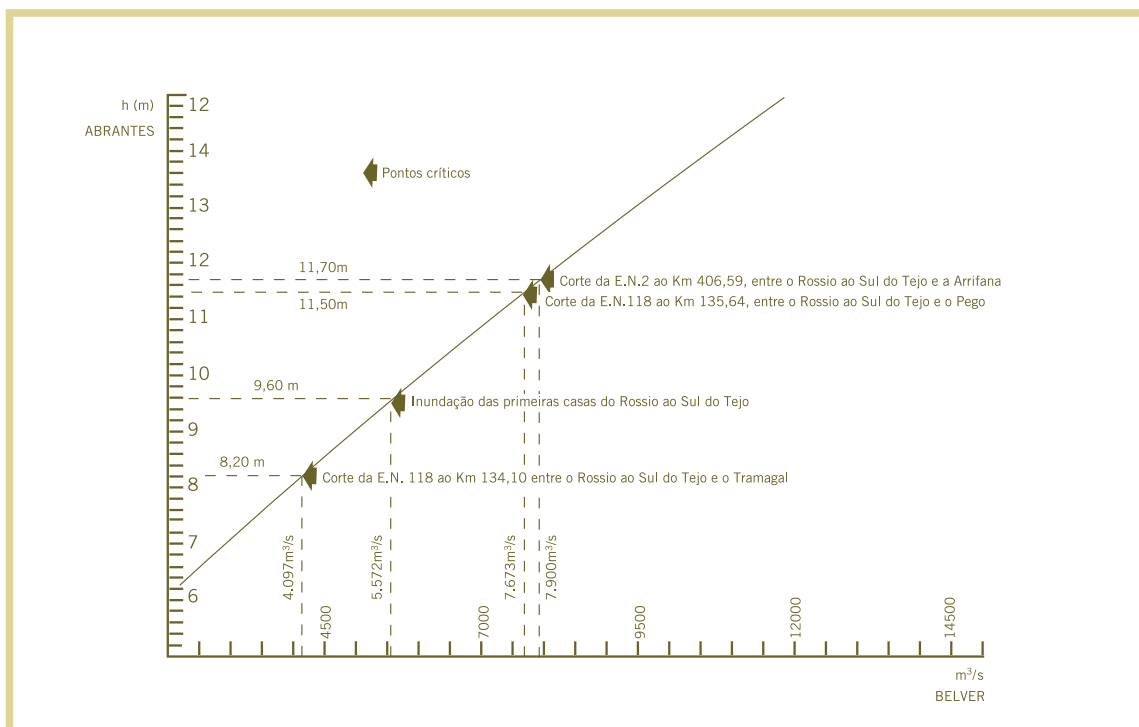 h (m)
ABRANTES
12
14
13
12
11
10
9
8
7
6
Pontos críticos
11,70m
11,50m
9,60 m
8,20 m
Corte da E.N.2 ao Km 406,59, entre o Rossio ao Sul do Tejo e a Arrifana
Corte da E.N.118 ao Km 135,64, entre o Rossio ao Sul do Tejo e o Pego
Inundação das primeiras casas do Rossio ao Sul do Tejo
Corte da E.N. 118 ao Km 134,10 entre o Rossio ao Sul do Tejo e o Tramagal
4.097m³/s
5.572m³/s
7.673m³/s
7.900m³/s
4500
7000
9500
12000
14500
m³/s
BELVER